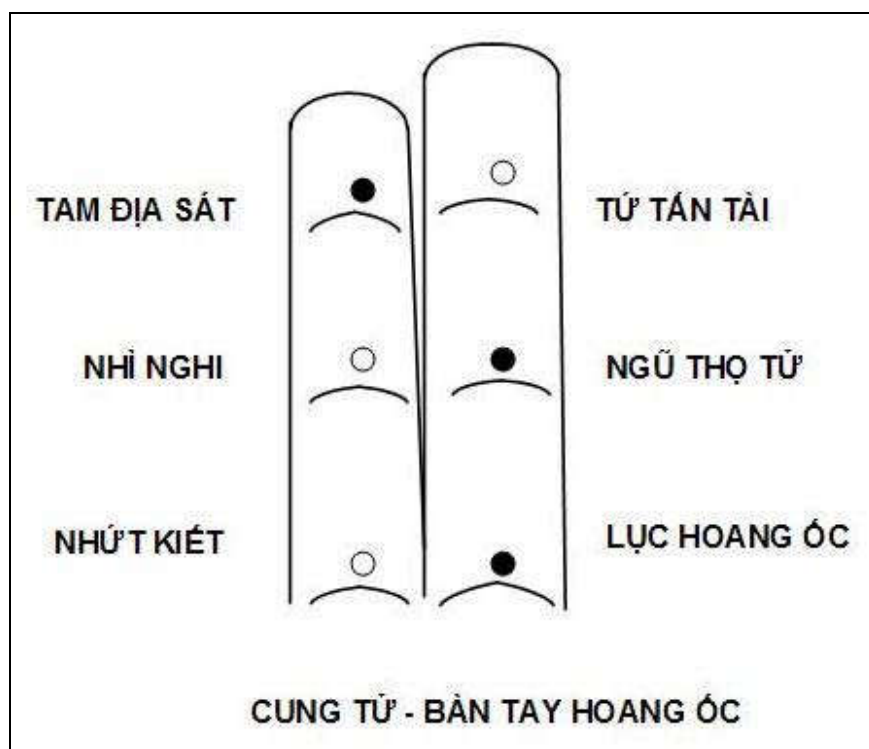 TAM ĐỊA SÁT
TỨ TẤN TÀI
NHÌ NGHI
NGŨ THỌ TỬ
NHỨT KIẾT
LỤC HOANG ỐC
CUNG TỬ - BÀN TAY HOANG ỐC